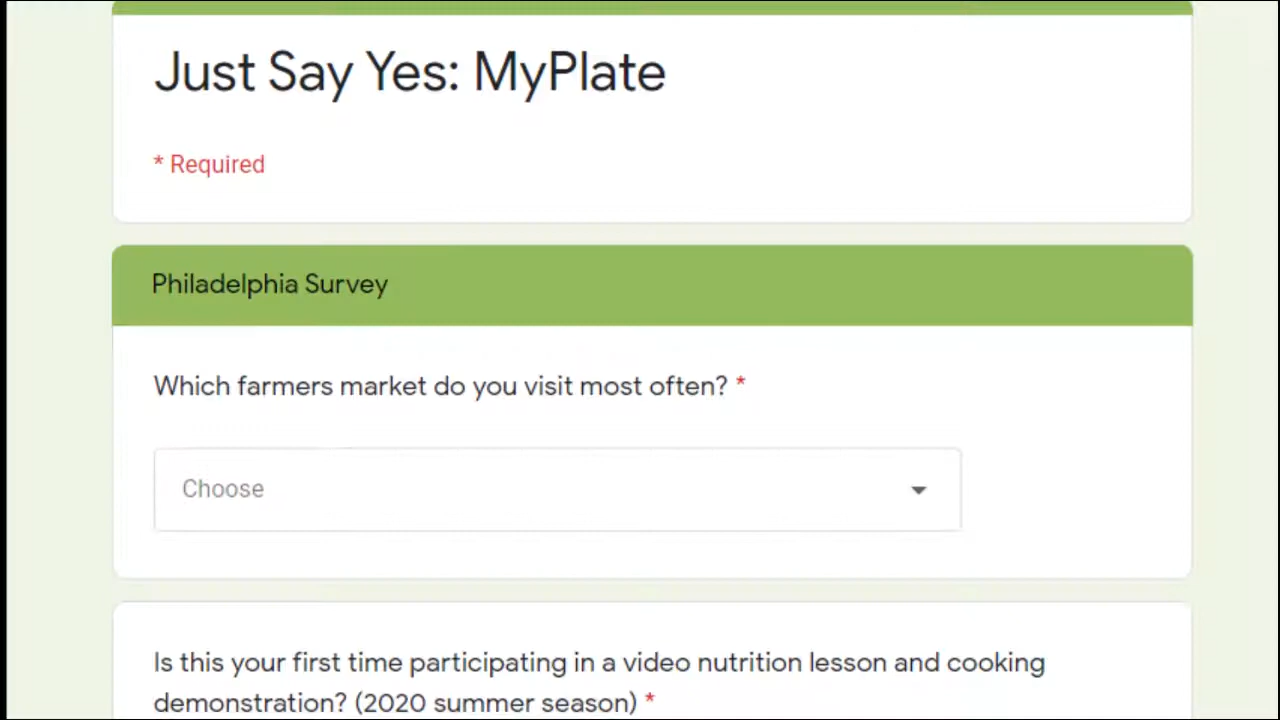 Just Say Yes: MyPlate
* Required
Philadelphia Survey
Which farmers market do you visit most often? *
Choose
Is this your first time participating in a video nutrition lesson and cooking
demonstration? (2020 summer season) *